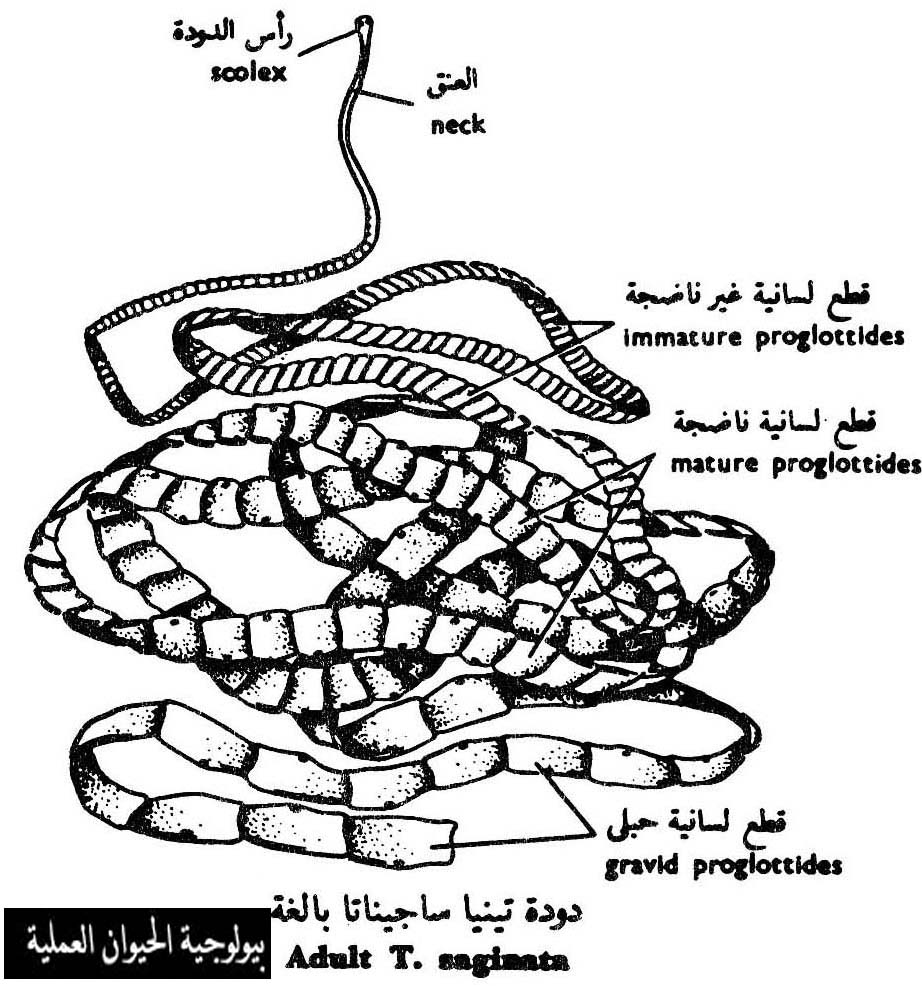 رأس الدودة
scolex
العنق
neck
قطع لسانية غير ناضجة
immature proglottides
قطع لسانية ناضجة
mature proglottides
قطع لسانية حبلى
gravid proglottides
دودة تينيا ساجيناتا بالغة
Adult T. saginata
بيولوجية الحيوان العملية